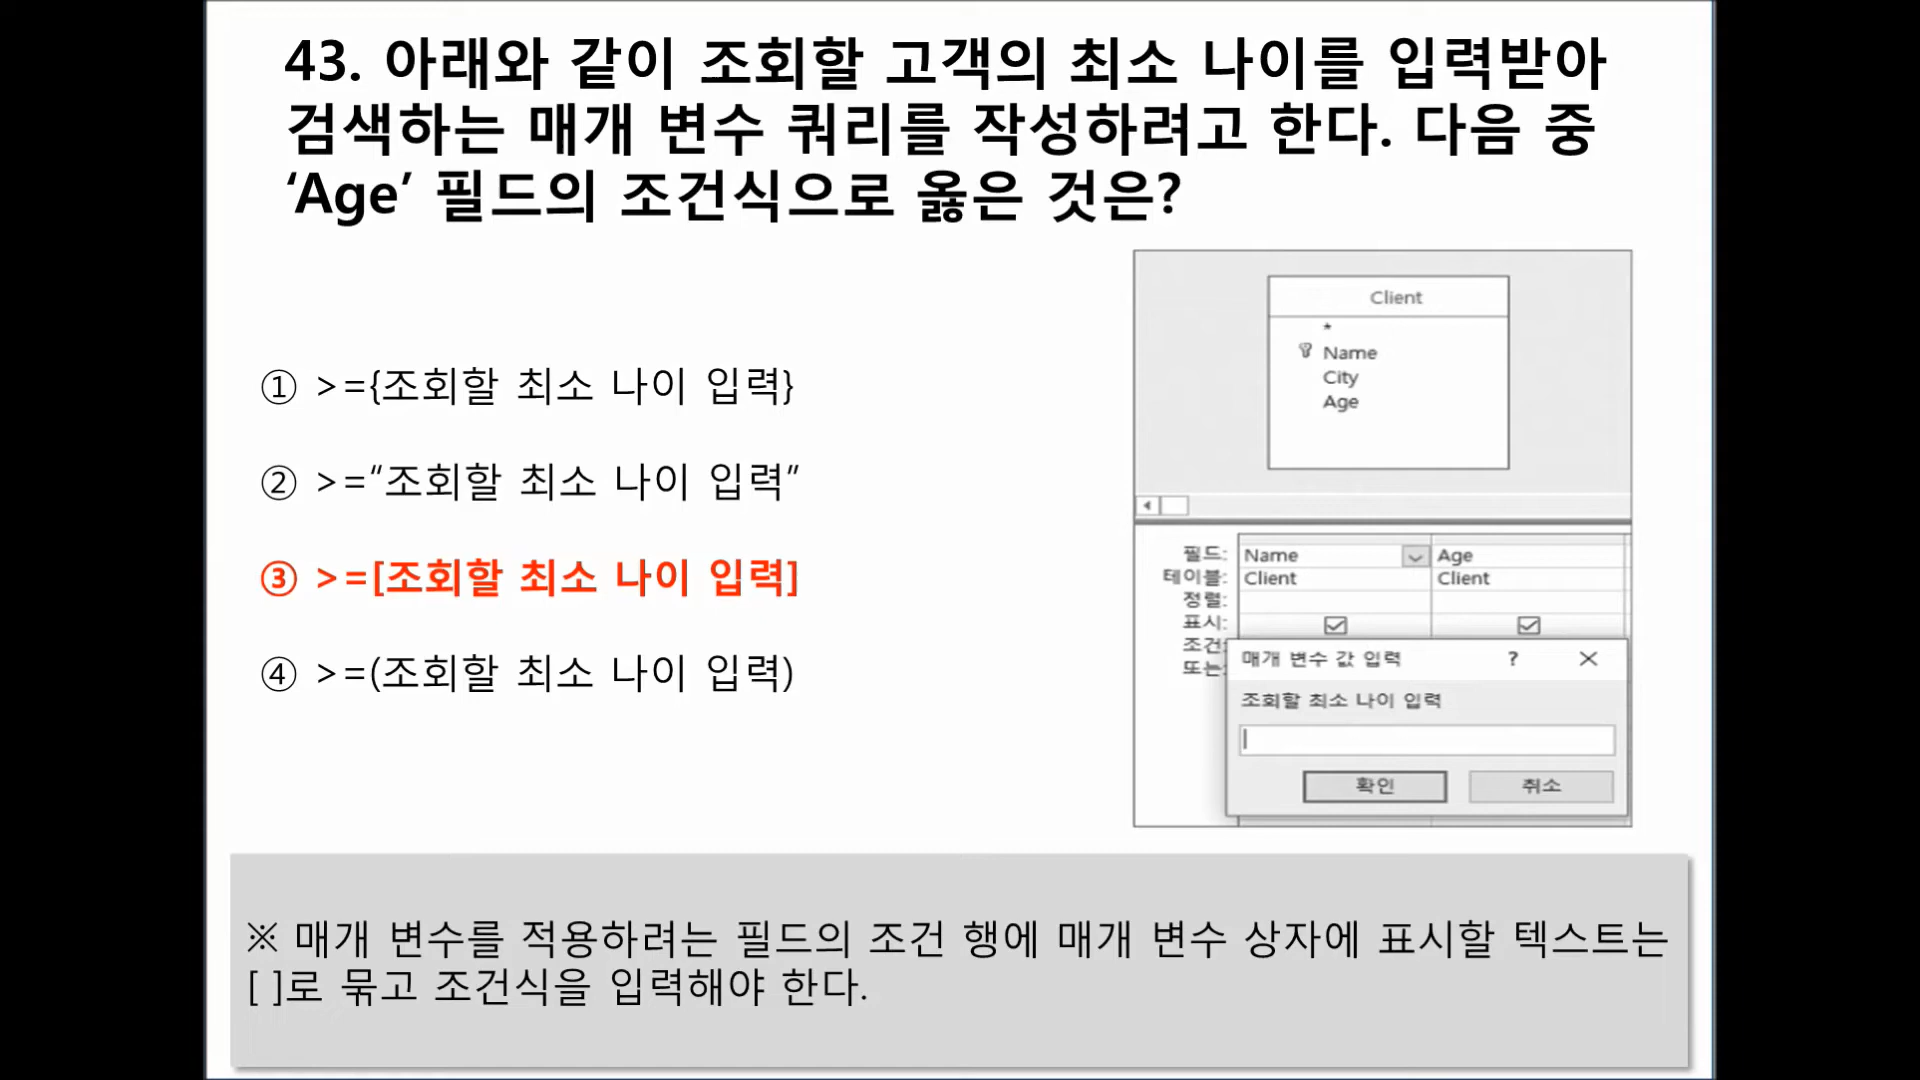 43. 아래와 같이 조회할 고객의 최소 나이를 입력받아
검색하는 매개 변수 쿼리를 작성하려고 한다. 다음 중
‘Age’ 필드의 조건식으로 옳은 것은?
① >={조회할 최소 나이 입력}
② >=“조회할 최소 나이 입력”
③ >=[조회할 최소 나이 입력]
④ >=(조회할 최소 나이 입력)
Client
*
Name
City
Age
필드: Name Age
테이블: Client Client
정렬:
표시:
조건:
또는:
매개 변수 값 입력 ? ×
조회할 최소 나이 입력
확인 취소
※ 매개 변수를 적용하려는 필드의 조건 행에 매개 변수 상자에 표시할 텍스트는
[ ]로 묶고 조건식을 입력해야 한다.